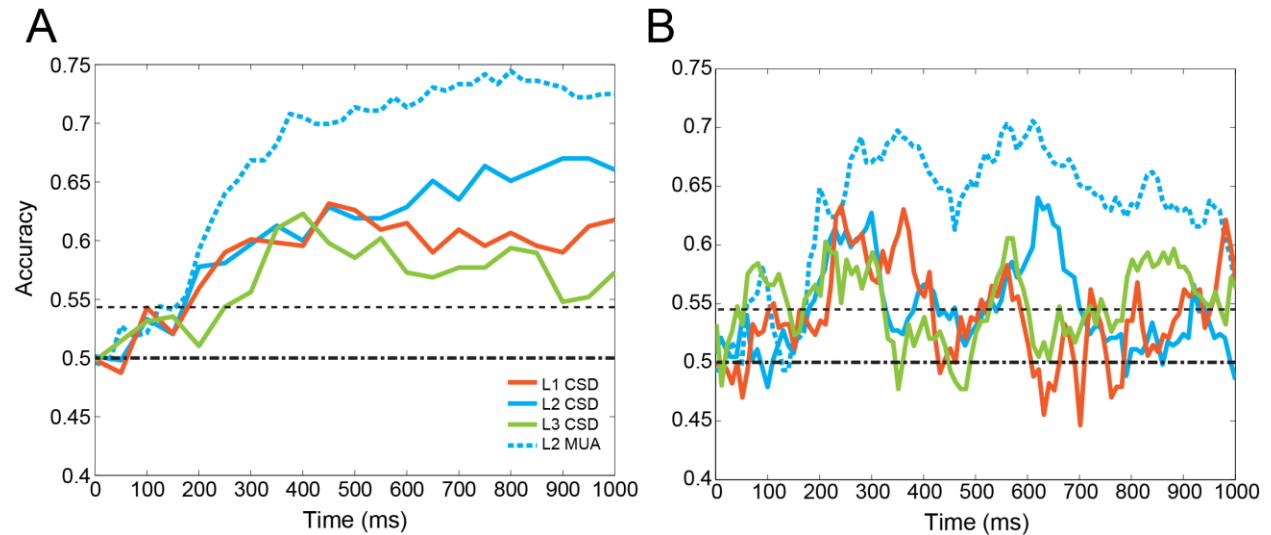 A
0.75
0.7
0.65
0.6
0.55
0.5
0.45
0.4
Accuracy
L1 CSD
L2 CSD
L3 CSD
L2 MUA
0 100 200 300 400 500 600 700 800 900 1000
Time (ms)
B
0.75
0.7
0.65
0.6
0.55
0.5
0.45
0.4
0 100 200 300 400 500 600 700 800 900 1000
Time (ms)